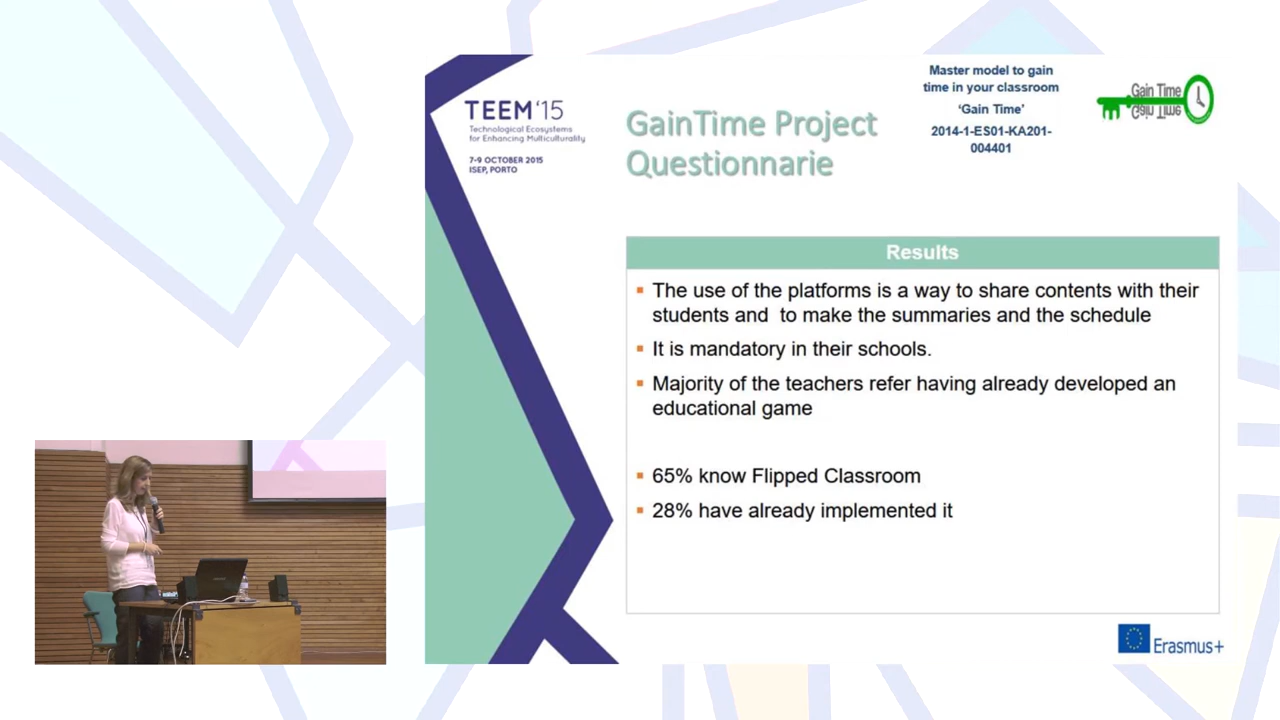 TEEM'15
Technological Ecosystems
for Enhancing Multiculturality
7-9 OCTOBER 2015
ISEP, PORTO
GainTime Project
Questionnarie
Master model to gain
time in your classroom
‘Gain Time’
2014-1-ES01-KA201-
004401
Gain Time
Gain Time
Results
▪ The use of the platforms is a way to share contents with their
students and  to make the summaries and the schedule
▪ It is mandatory in their schools.
▪ Majority of the teachers refer having already developed an
educational game
▪ 65% know Flipped Classroom
▪ 28% have already implemented it
Erasmus+